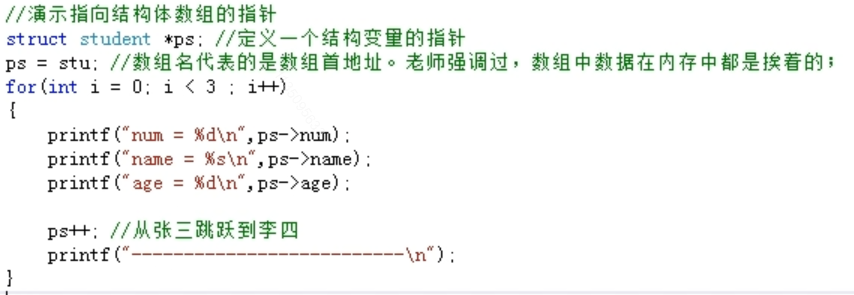 //演示指向结构体数组的指针
struct student *ps; //定义一个结构变量的指针
ps = stu; //数组名代表的是数组首地址。老师强调过，数组中数据在内存中都是挨着的；
for(int i = 0; i < 3 ; i++)
{
    printf("num = %d\n",ps->num);
    printf("name = %s\n",ps->name);
    printf("age = %d\n",ps->age);

    ps++; //从张三跳跃到李四
    printf("--------------------------\n");
}